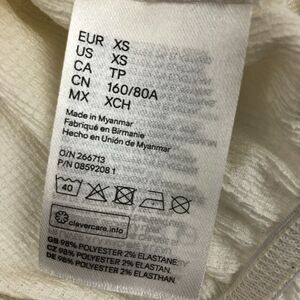 EUR XS
US XS
CA TP
CN 160/80A
MX XCH
Made in Myanmar
Fabriqué en Birmanie
Hecho en Unión de Myanmar
O/N 266713
P/N 0859208 1
40
clevercare.info
GB 98% POLYESTER 2% ELASTANE
CZ 98% POLYESTER 2% ELASTAN.
DE 98% POLYESTER 2% ELASTHAN.